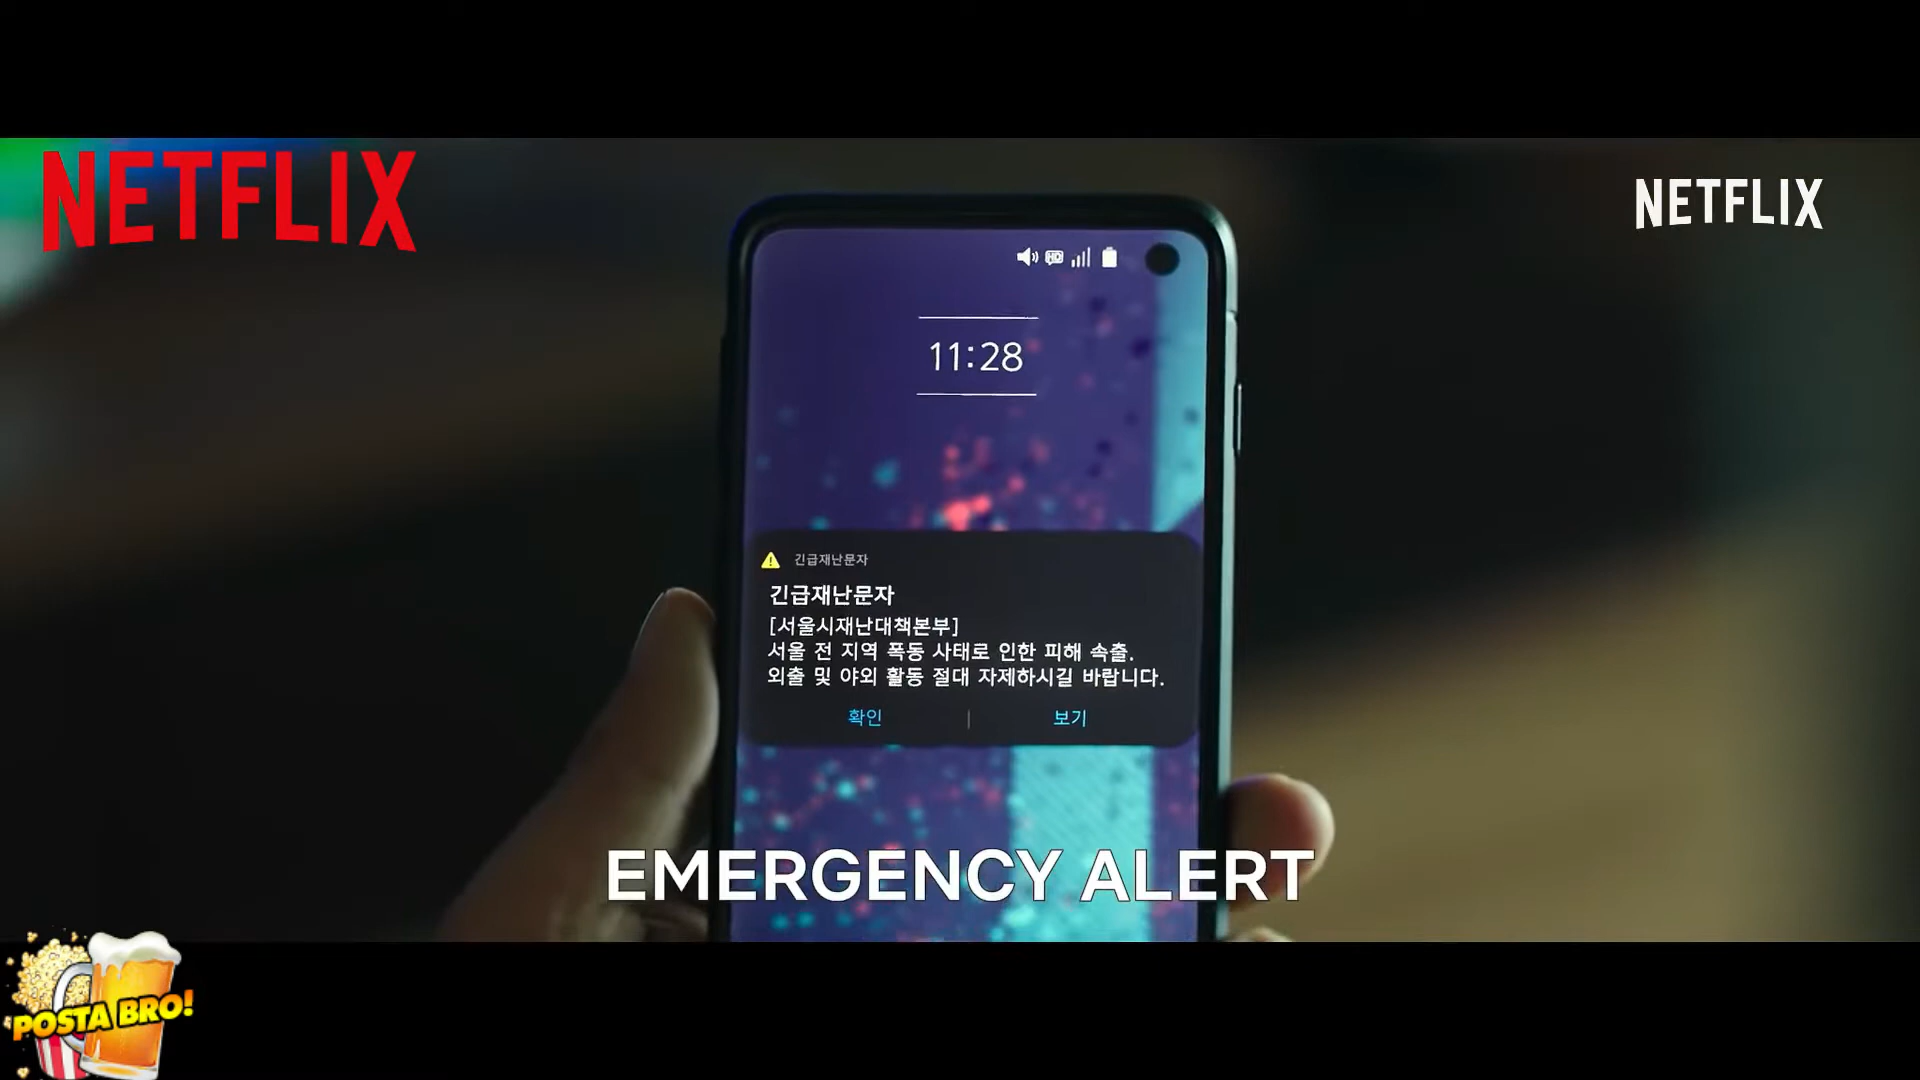 NETFLIX
NETFLIX
11:28
긴급재난문자
긴급재난문자
[서울시재난대책본부]
서울 전 지역 폭동 사태로 인한 피해 속출.
외출 및 야외 활동 절대 자제하시길 바랍니다.
확인 | 보기
EMERGENCY ALERT
POSTA BRO!